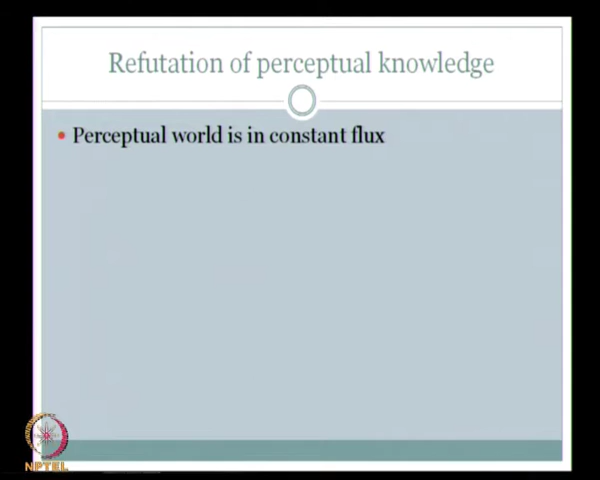 Refutation of perceptual knowledge
Perceptual world is in constant flux
NPTEL